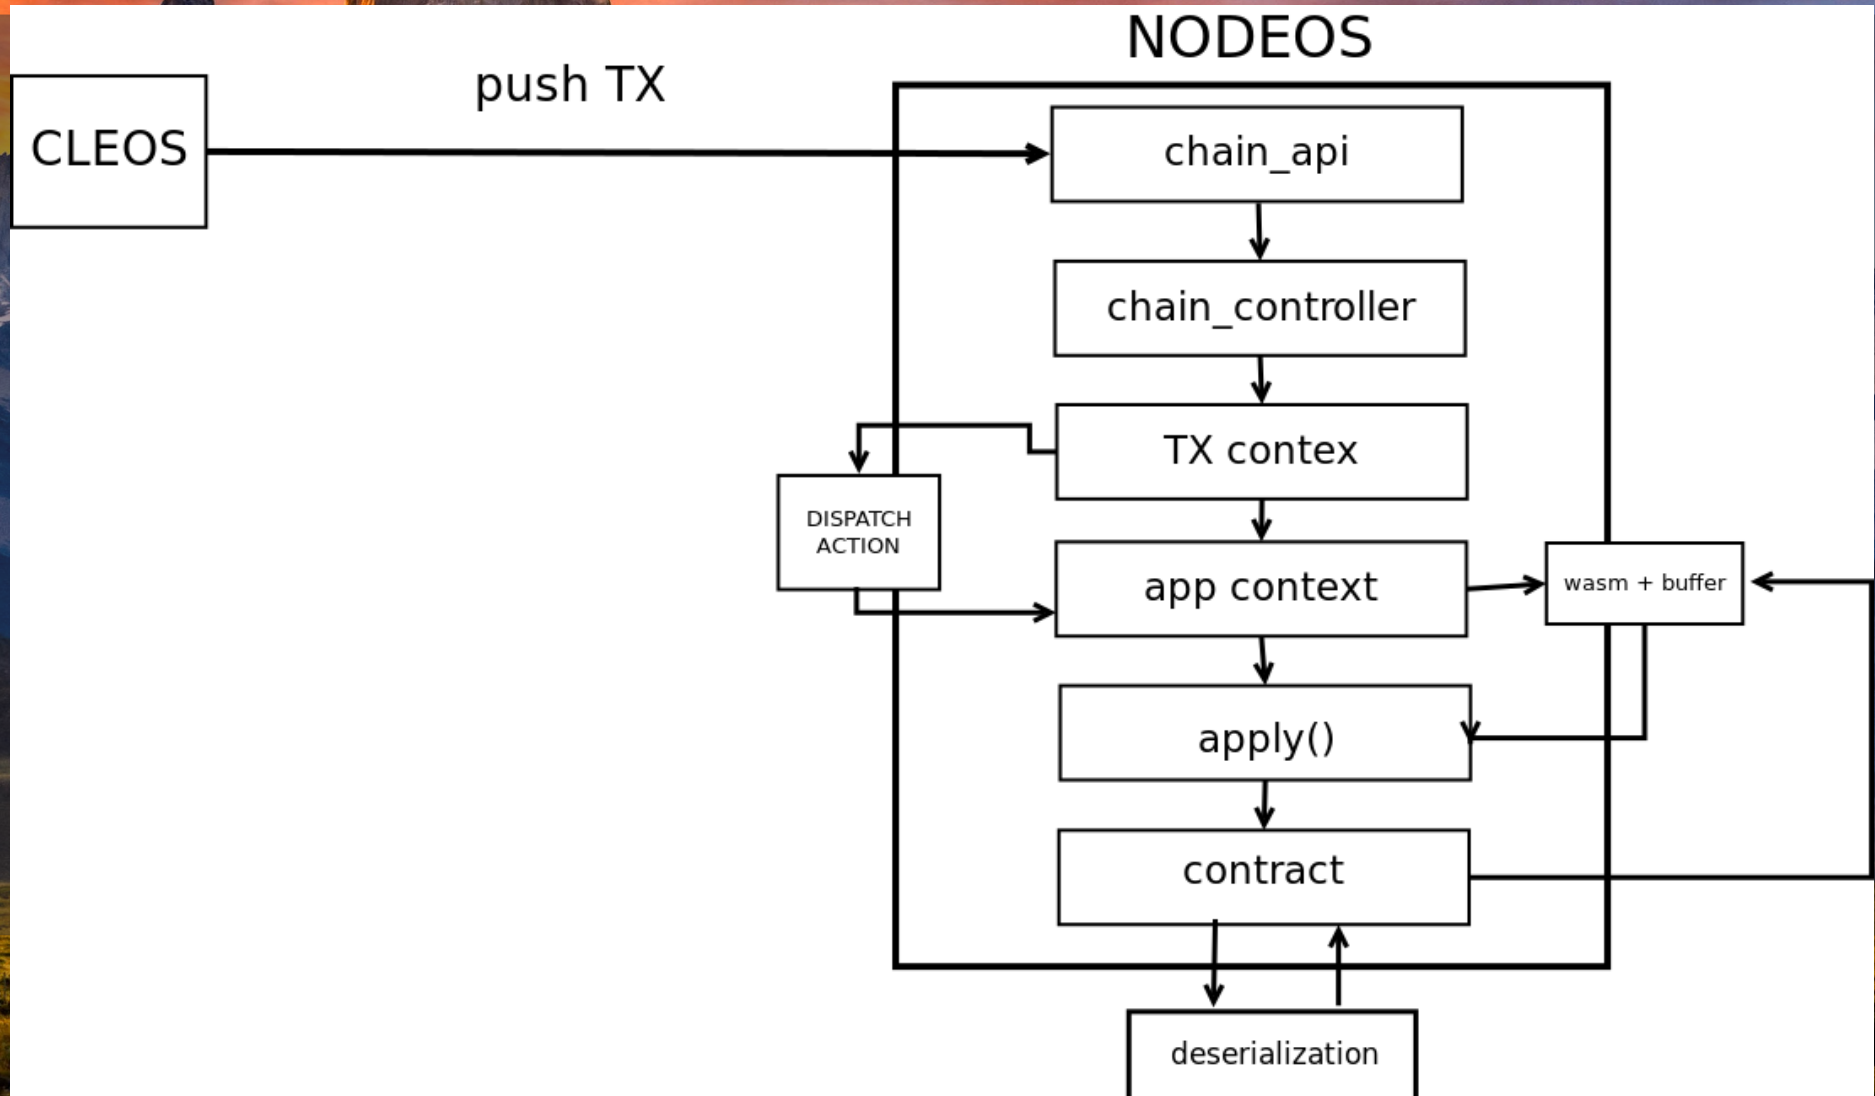 NODEOS
push TX
CLEOS
chain_api
chain_controller
TX contex
DISPATCH
ACTION
app context
wasm + buffer
apply()
contract
deserialization